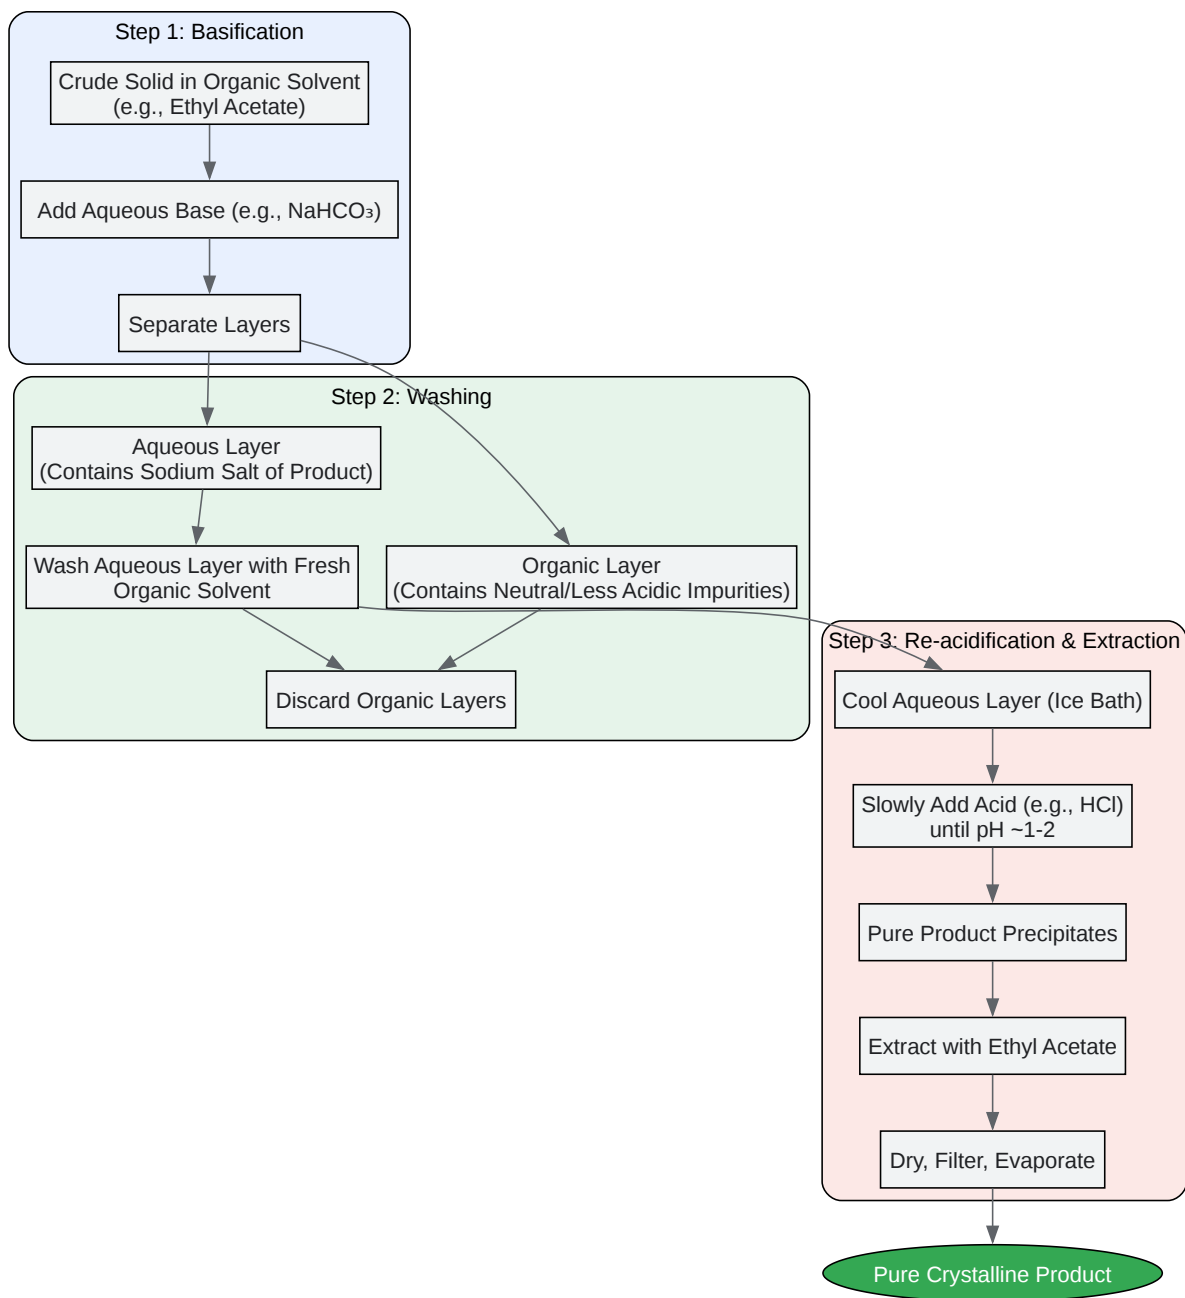 Step 1: Basification
Crude Solid in Organic Solvent
(e.g., Ethyl Acetate)
Add Aqueous Base (e.g., NaHCO₃)
Separate Layers
Step 2: Washing
Aqueous Layer
(Contains Sodium Salt of Product)
Wash Aqueous Layer with Fresh
Organic Solvent
Organic Layer
(Contains Neutral/Less Acidic Impurities)
Discard Organic Layers
Step 3: Re-acidification & Extraction
Cool Aqueous Layer (Ice Bath)
Slowly Add Acid (e.g., HCl)
until pH ~1-2
Pure Product Precipitates
Extract with Ethyl Acetate
Dry, Filter, Evaporate
Pure Crystalline Product